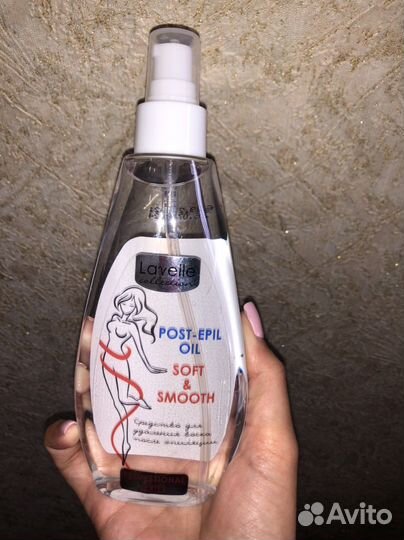 Lavelle
collection
POST-EPIL
OIL
SOFT
&
SMOOTH
Средство для
удаления воска
после эпиляции
Avito